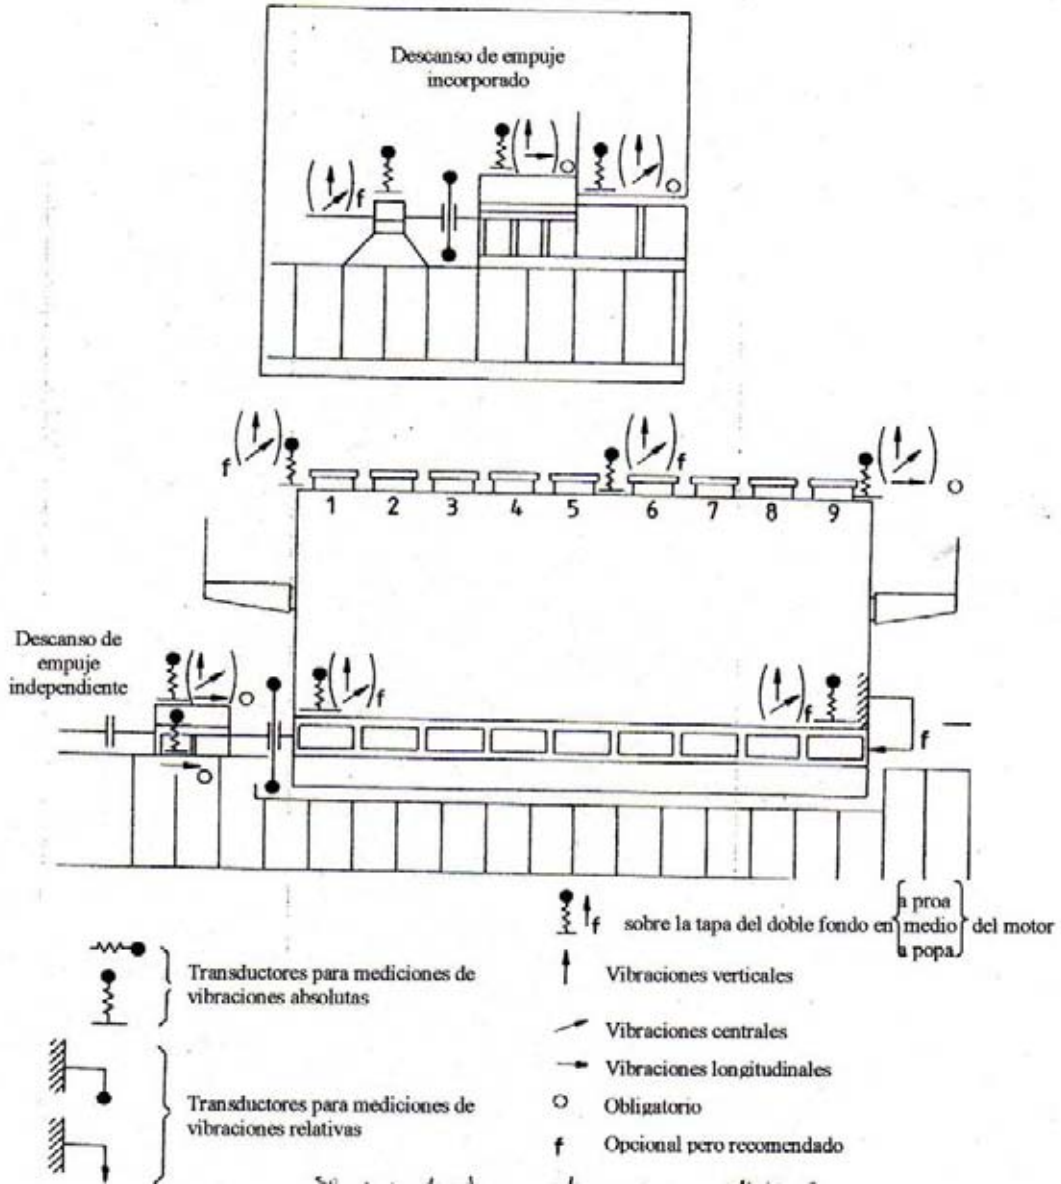 Descanso de empuje
incorporado
f
f
f
f
1 2 3 4 5 6 7 8 9
Descanso de
empuje
independiente
f
f
f
f
sobre la tapa del doble fondo en { a proa
medio
a popa } del motor
Transductores para mediciones de
vibraciones absolutas
Vibraciones verticales
Vibraciones centrales
Vibraciones longitudinales
Transductores para mediciones de
vibraciones relativas
Obligatorio
f Opcional pero recomendado